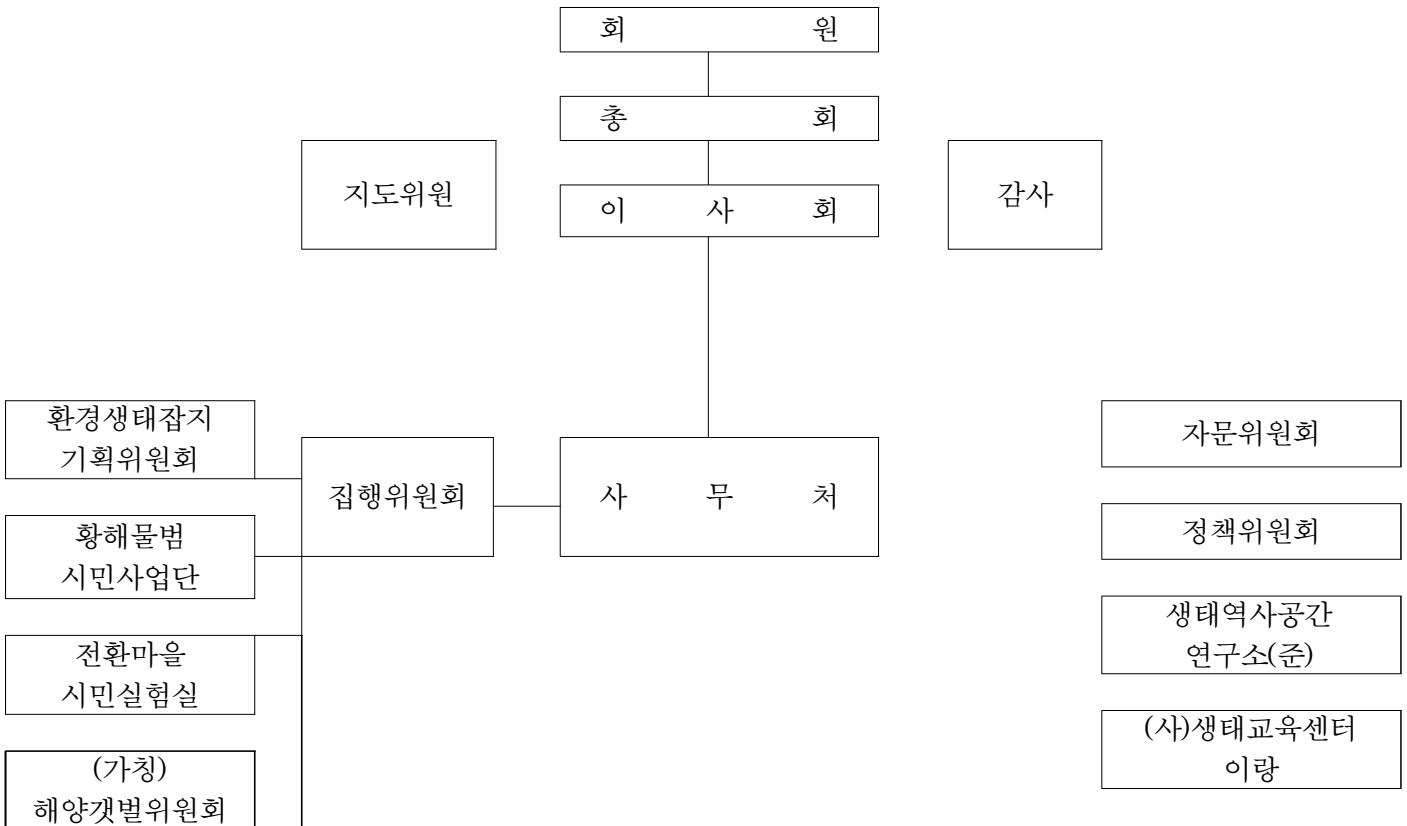 회 원
총 회
지도위원
이 사 회
감사
환경생태잡지
기획위원회
황해물범
시민사업단
전환마을
시민실험실
(가칭)
해양갯벌위원회
집행위원회
사 무 처
자문위원회
정책위원회
생태역사공간
연구소(준)
(사)생태교육센터
이랑